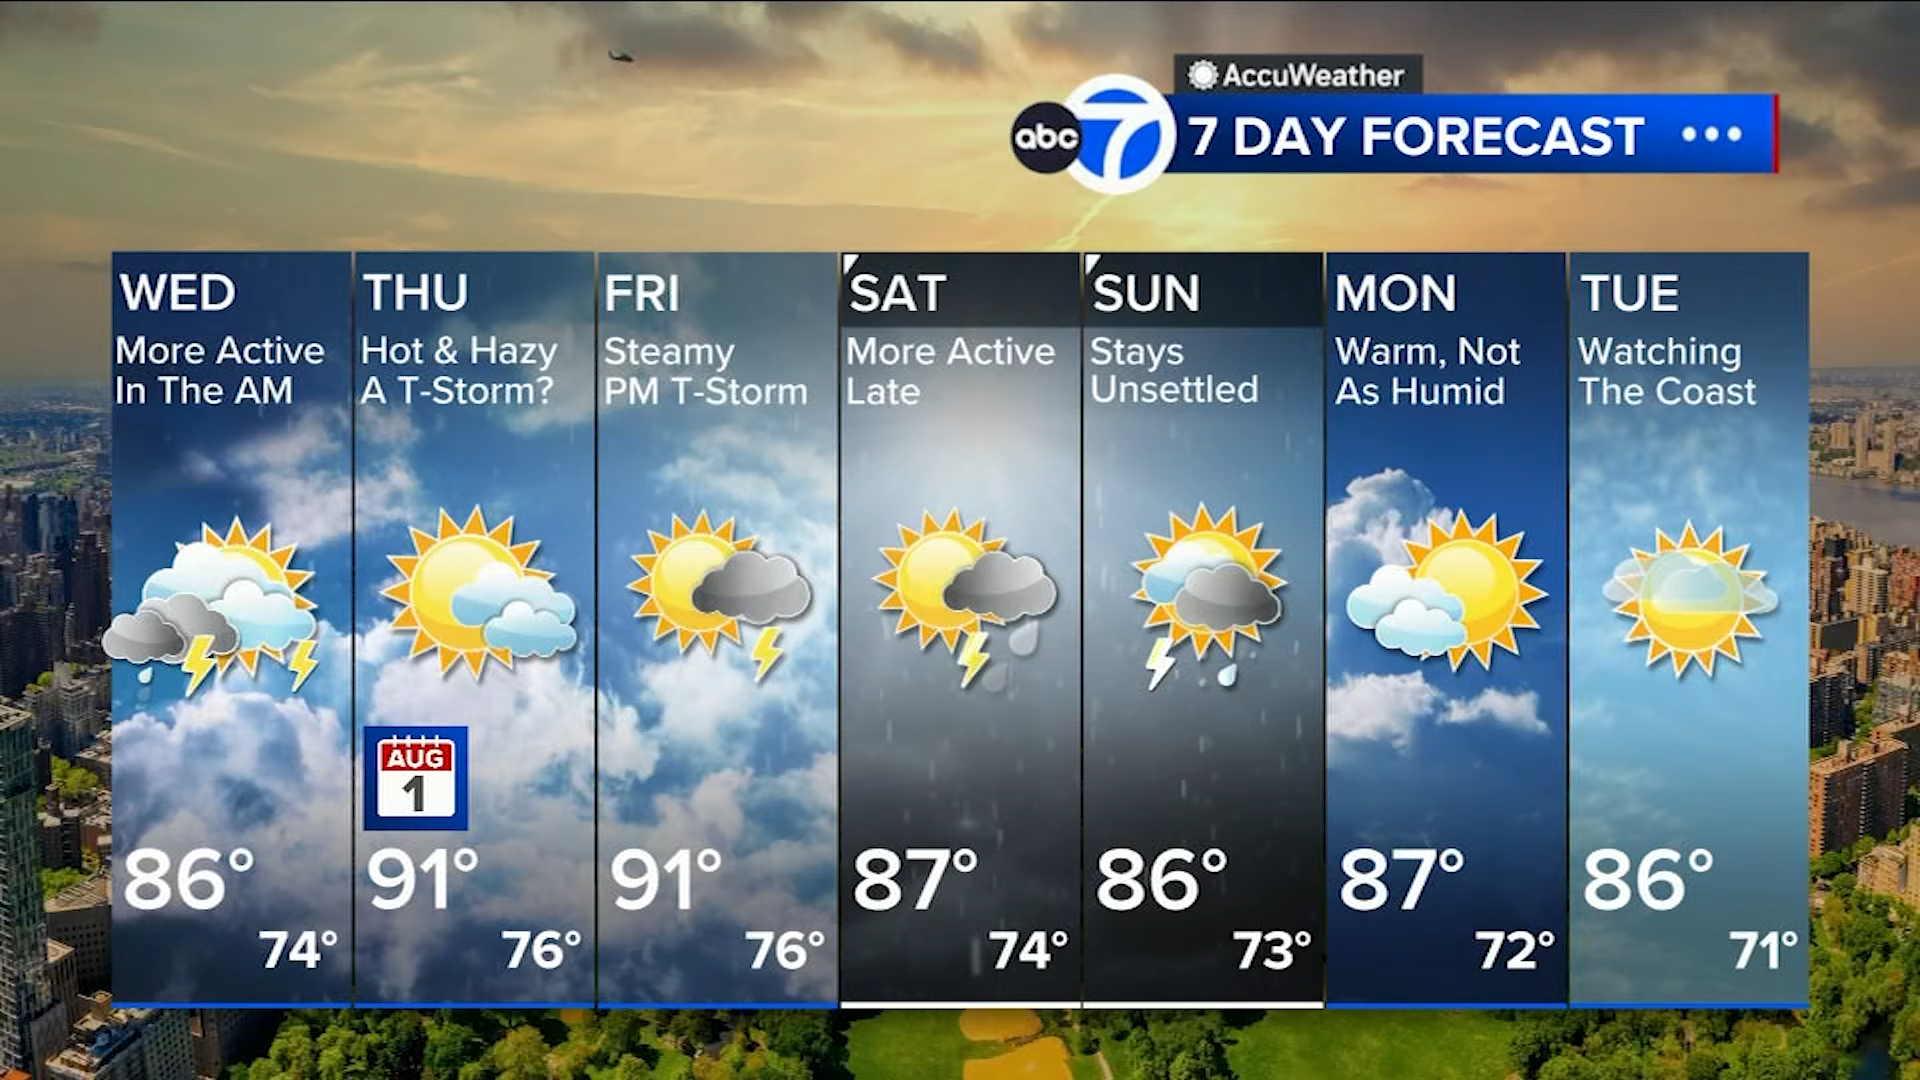 AccuWeather
abc 7 7 DAY FORECAST
WED
More Active
In The AM
86°
74°
THU
Hot & Hazy
A T-Storm?
AUG
1
91°
76°
FRI
Steamy
PM T-Storm
91°
76°
SAT
More Active
Late
87°
74°
SUN
Stays
Unsettled
86°
73°
MON
Warm, Not
As Humid
87°
72°
TUE
Watching
The Coast
86°
71°